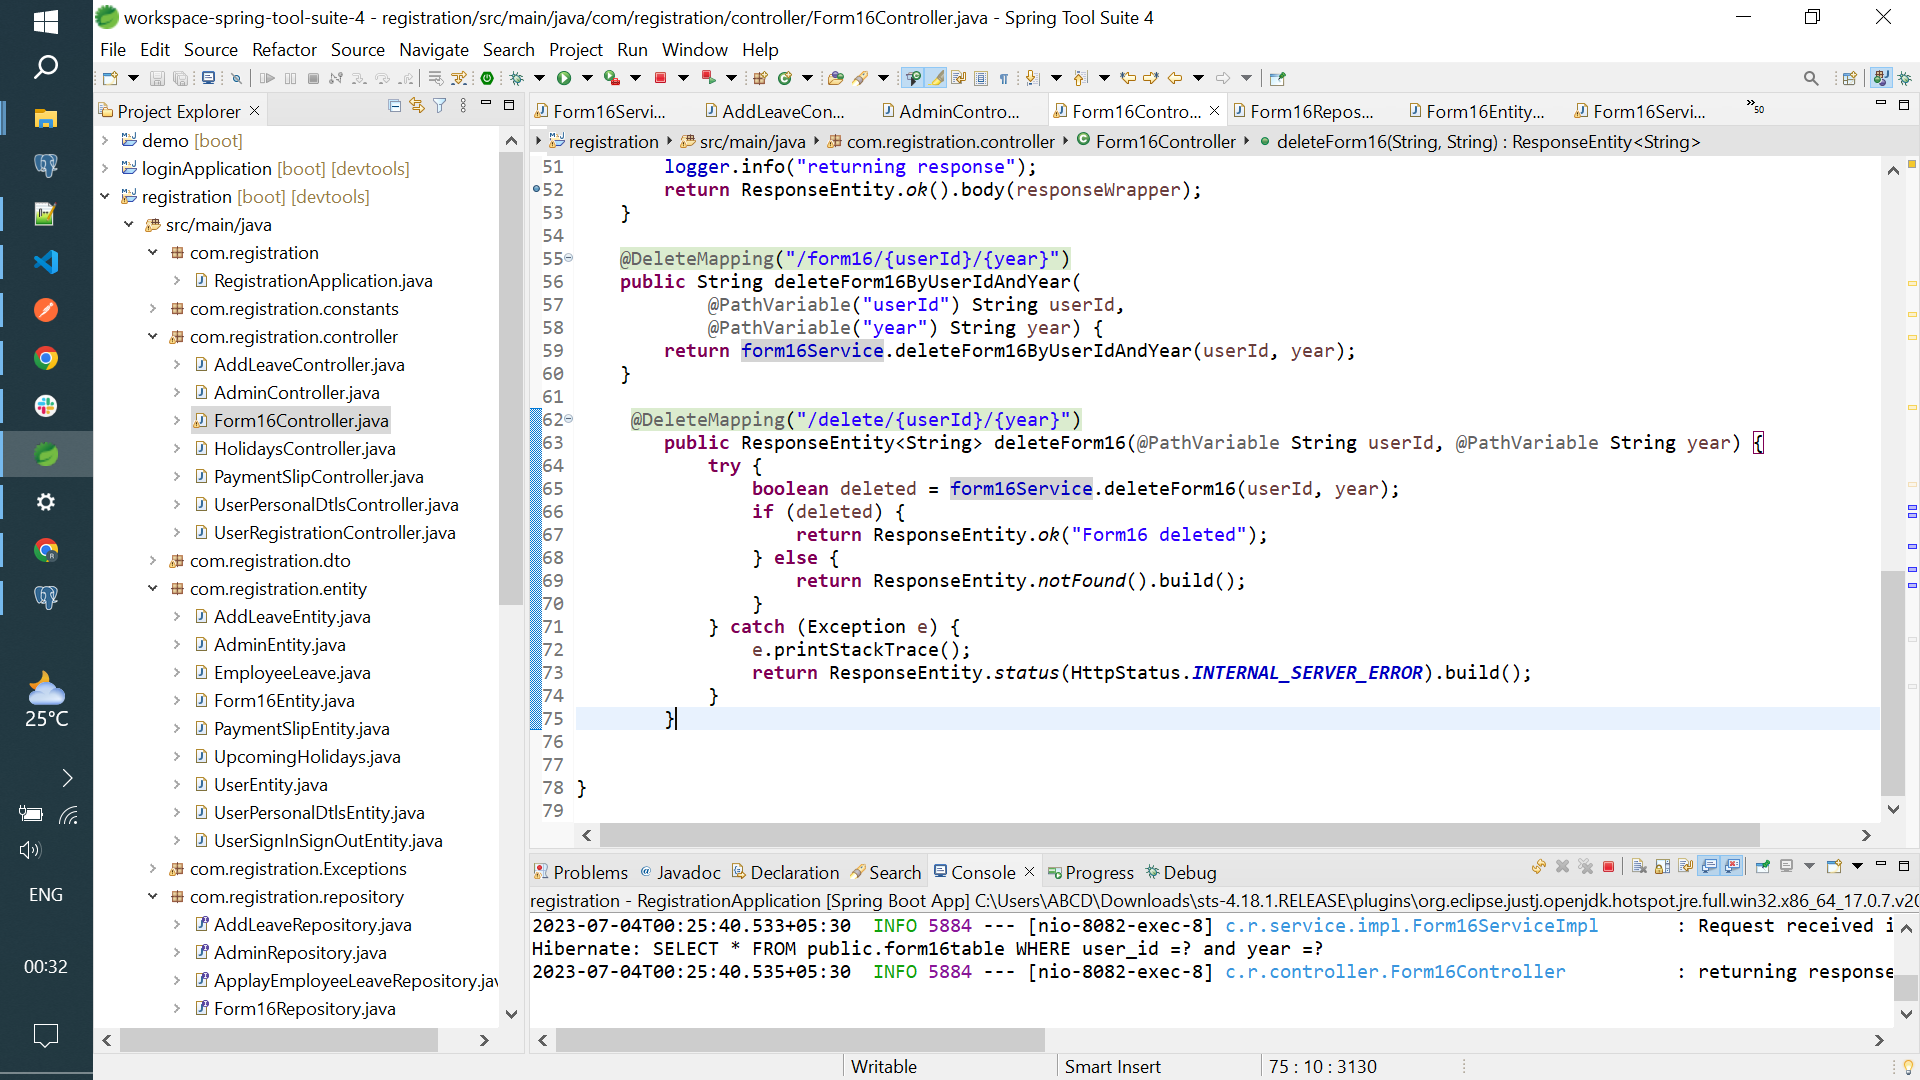 workspace-spring-tool-suite-4 - registration/src/main/java/com/registration/controller/Form16Controller.java - Spring Tool Suite 4
File Edit Source Refactor Source Navigate Search Project Run Window Help
Project Explorer
demo [boot]
loginApplication [boot] [devtools]
registration [boot] [devtools]
src/main/java
com.registration
RegistrationApplication.java
com.registration.constants
com.registration.controller
AddLeaveController.java
AdminController.java
Form16Controller.java
HolidaysController.java
PaymentSlipController.java
UserPersonalDtlsController.java
UserRegistrationController.java
com.registration.dto
com.registration.entity
AddLeaveEntity.java
AdminEntity.java
EmployeeLeave.java
Form16Entity.java
PaymentSlipEntity.java
UpcomingHolidays.java
UserEntity.java
UserPersonalDtlsEntity.java
UserSignInSignOutEntity.java
com.registration.Exceptions
com.registration.repository
AddLeaveRepository.java
AdminRepository.java
ApplayEmployeeLeaveRepository.jav
Form16Repository.java
25°C
ENG
00:32
Form16Servi... AddLeaveCon... AdminContro... Form16Contro... Form16Repos... Form16Entity... Form16Servi... »50
registration src/main/java com.registration.controller Form16Controller deleteForm16(String, String) : ResponseEntity<String>
51 logger.info("returning response");
52 return ResponseEntity.ok().body(responseWrapper);
53 }
54
55 @DeleteMapping("/form16/{userId}/{year}")
56 public String deleteForm16ByUserIdAndYear(
57 @PathVariable("userId") String userId,
58 @PathVariable("year") String year) {
59 return form16Service.deleteForm16ByUserIdAndYear(userId, year);
60 }
61
62 @DeleteMapping("/delete/{userId}/{year}")
63 public ResponseEntity<String> deleteForm16(@PathVariable String userId, @PathVariable String year) {
64 try {
65 boolean deleted = form16Service.deleteForm16(userId, year);
66 if (deleted) {
67 return ResponseEntity.ok("Form16 deleted");
68 } else {
69 return ResponseEntity.notFound().build();
70 }
71 } catch (Exception e) {
72 e.printStackTrace();
73 return ResponseEntity.status(HttpStatus.INTERNAL_SERVER_ERROR).build();
74 }
75 }
76
77
78 }
79
Problems Javadoc Declaration Search Console Progress Debug
registration - RegistrationApplication [Spring Boot App] C:\Users\ABCD\Downloads\sts-4.18.1.RELEASE\plugins\org.eclipse.justj.openjdk.hotspot.jre.full.win32.x86_64_17.0.7.v20
2023-07-04T00:25:40.533+05:30 INFO 5884 --- [nio-8082-exec-8] c.r.service.impl.Form16ServiceImpl : Request received i
Hibernate: SELECT * FROM public.form16table WHERE user_id =? and year =?
2023-07-04T00:25:40.535+05:30 INFO 5884 --- [nio-8082-exec-8] c.r.controller.Form16Controller : returning response
Writable Smart Insert 75 : 10 : 3130